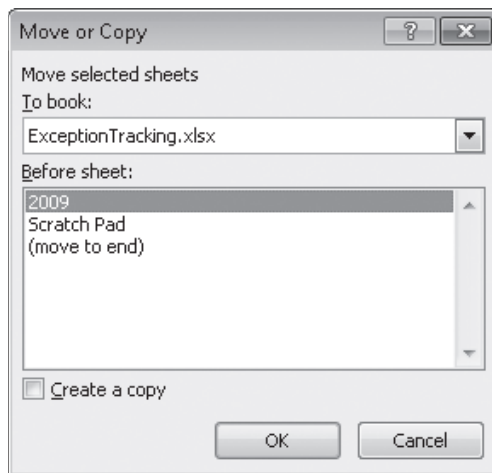 Move or Copy
Move selected sheets
To book:
ExceptionTracking.xlsx
Before sheet:
2009
Scratch Pad
(move to end)
Create a copy
OK Cancel